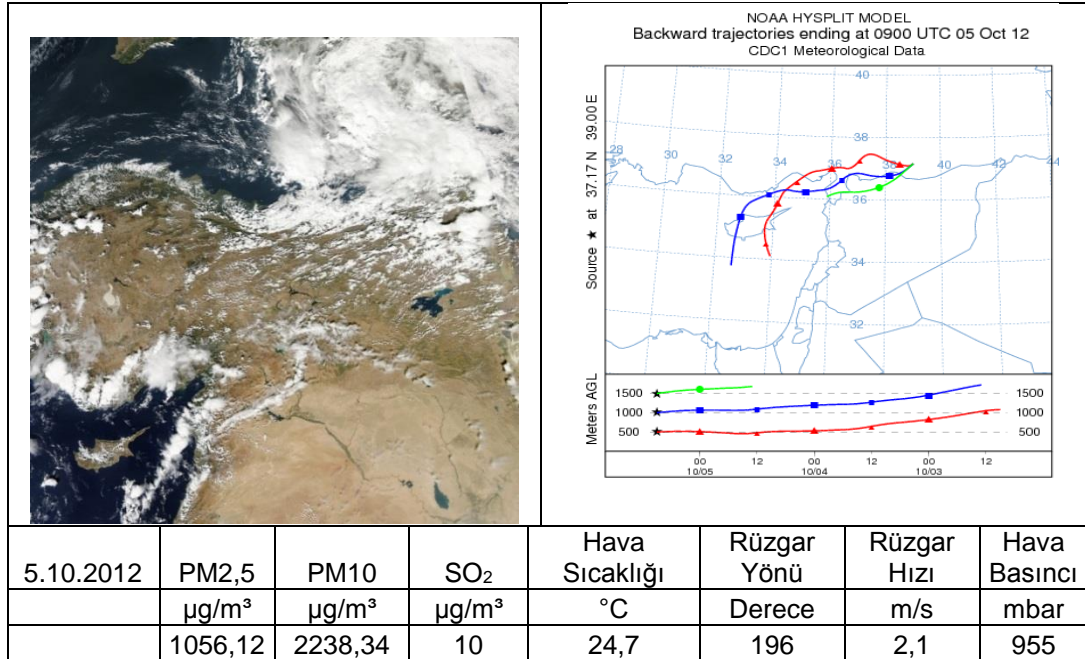 NOAA HYSPLIT MODEL
Backward trajectories ending at 0900 UTC 05 Oct 12
CDC1 Meteorological Data
Source ★ at 37.17 N 39.00 E
40
28 30 32 34 36 38 40 42 44
38
36
34
32
Meters AGL
1500 1500
1000 1000
500 500
00 12 00 12 00 12
10/05 10/04 10/03
5.10.2012 PM2,5 PM10 SO₂ Hava Sıcaklığı Rüzgar Yönü Rüzgar Hızı Hava Basıncı
µg/m³ µg/m³ µg/m³ °C Derece m/s mbar
1056,12 2238,34 10 24,7 196 2,1 955